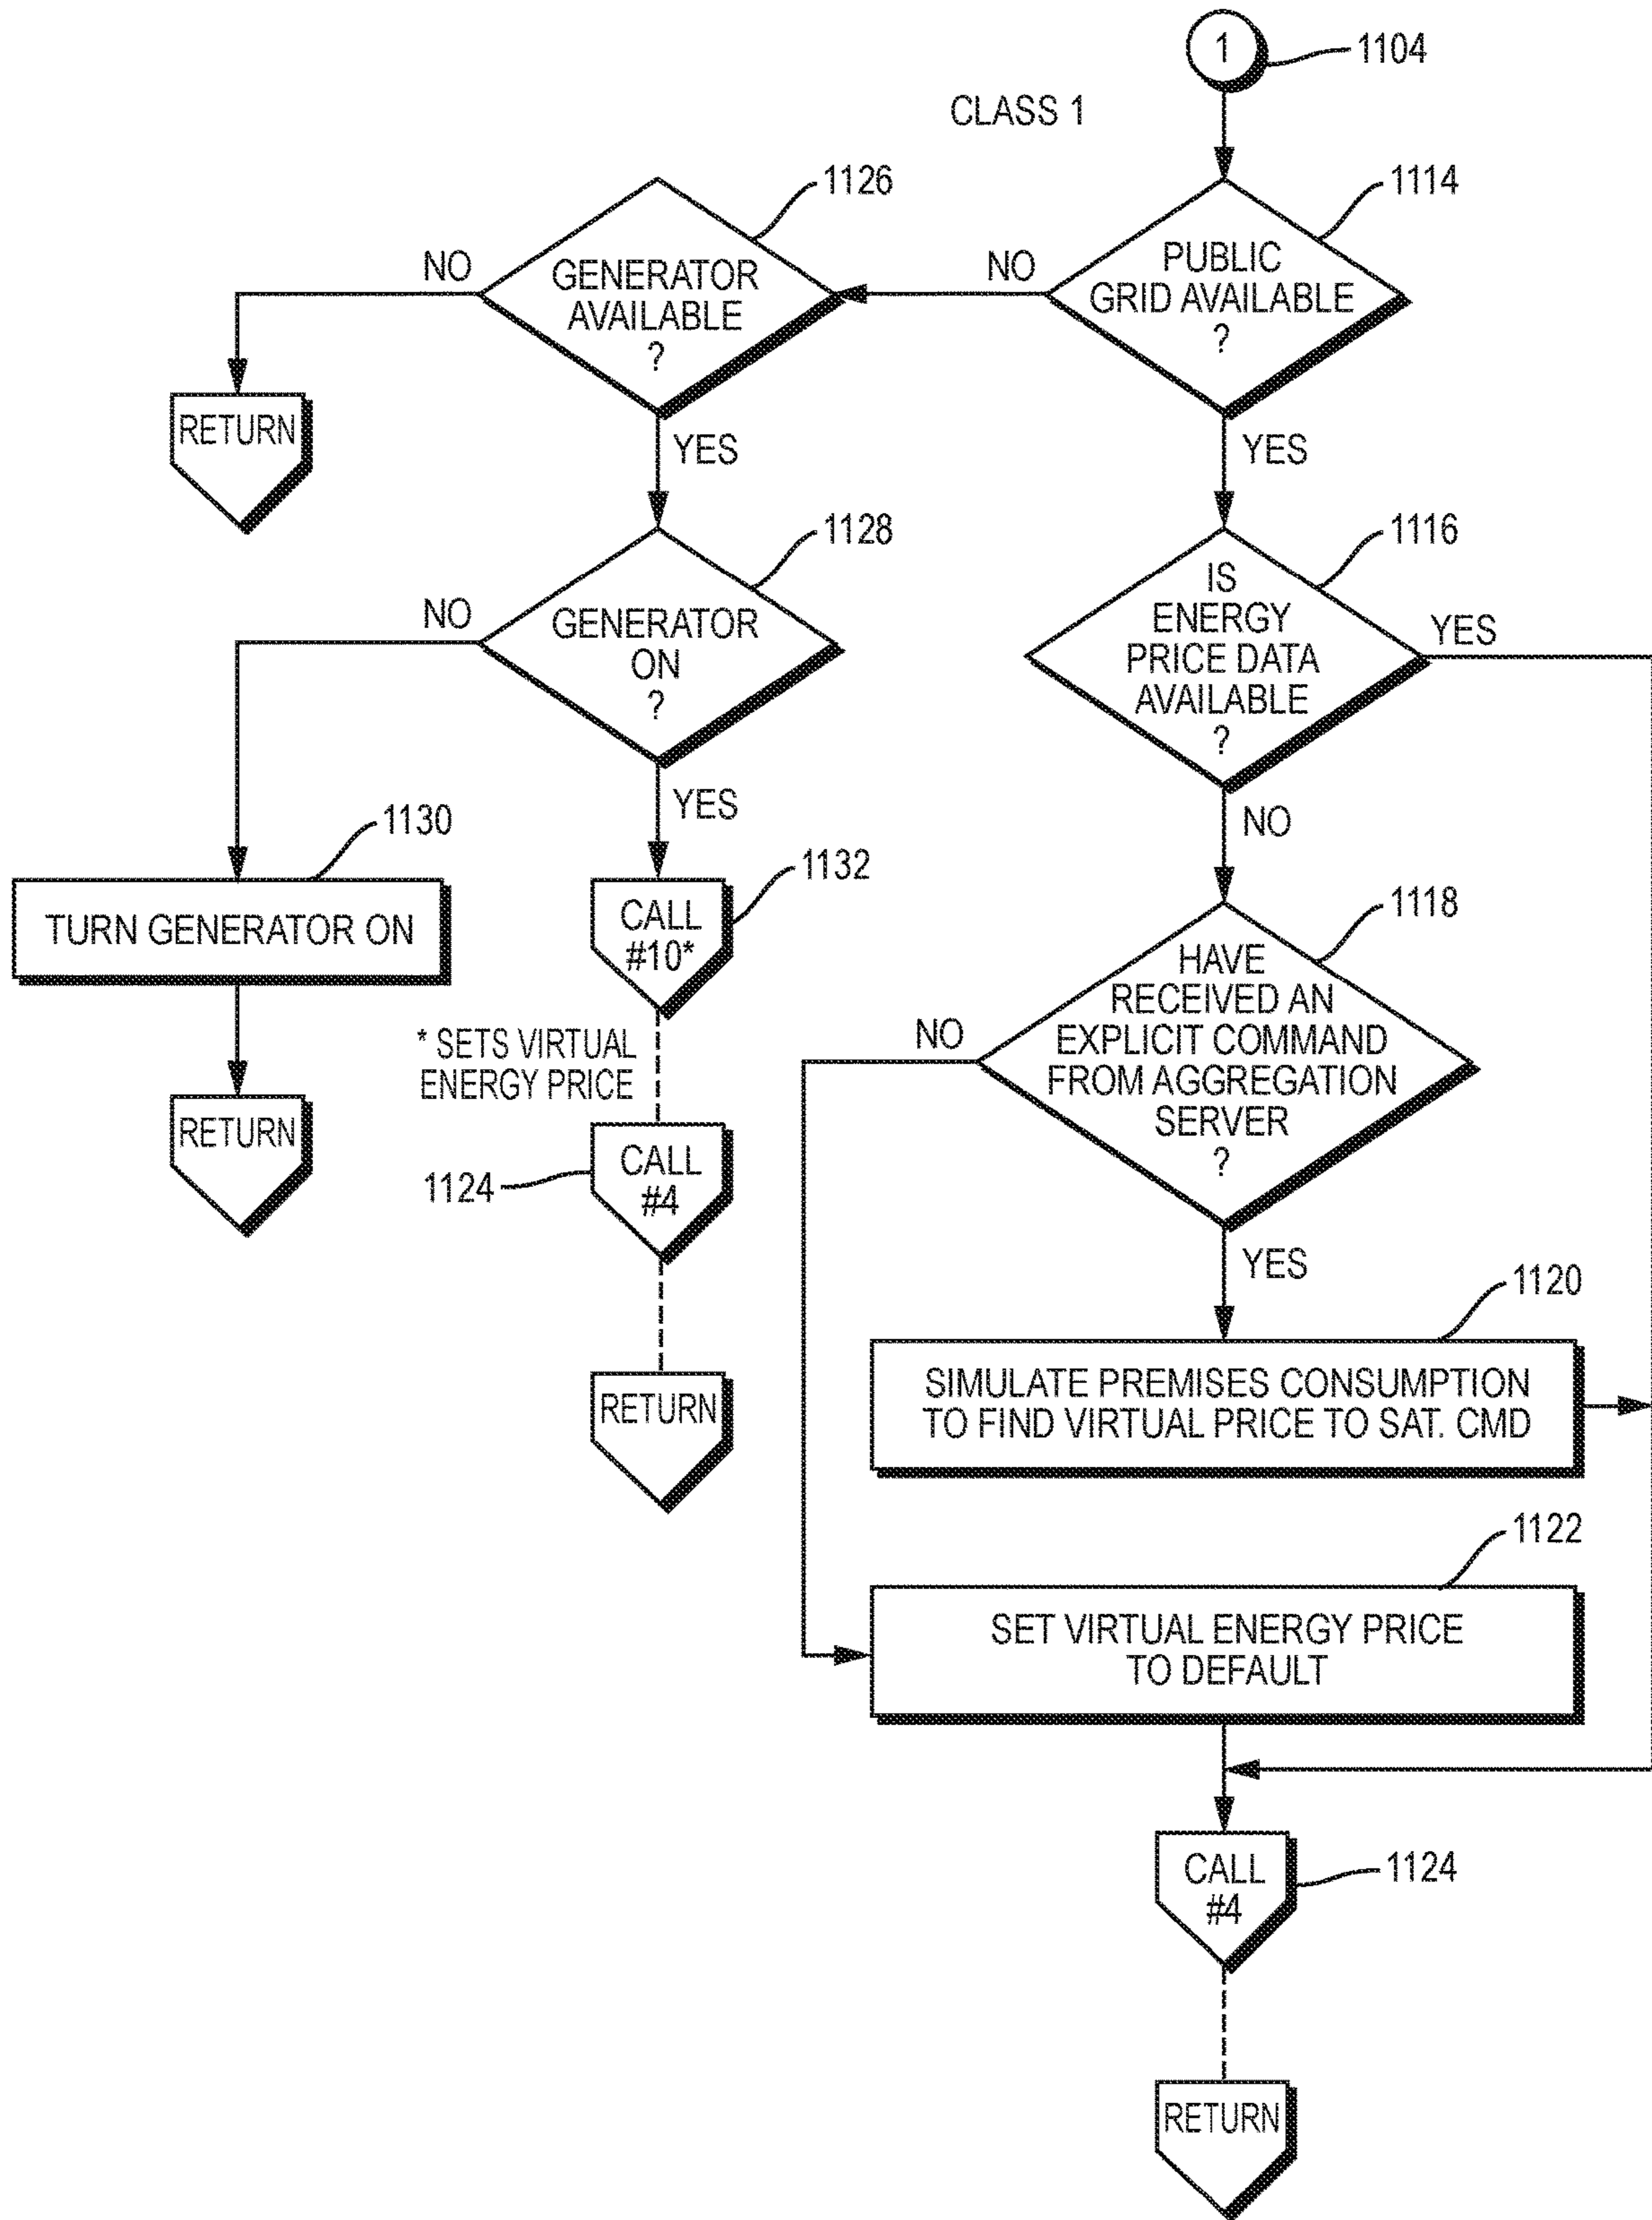 1
1104
CLASS 1
1126
1114
NO
GENERATOR
AVAILABLE
?
NO
PUBLIC
GRID AVAILABLE
?
RETURN
YES
YES
1128
1116
NO
GENERATOR
ON
?
IS
ENERGY
PRICE DATA
AVAILABLE
?
YES
YES
NO
1130
1132
1118
TURN GENERATOR ON
CALL
#10*
HAVE
RECEIVED AN
EXPLICIT COMMAND
FROM AGGREGATION
SERVER
?
NO
* SETS VIRTUAL
ENERGY PRICE
RETURN
1124
CALL
#4
YES
1120
RETURN
SIMULATE PREMISES CONSUMPTION
TO FIND VIRTUAL PRICE TO SAT. CMD
1122
SET VIRTUAL ENERGY PRICE
TO DEFAULT
CALL
#4
1124
RETURN